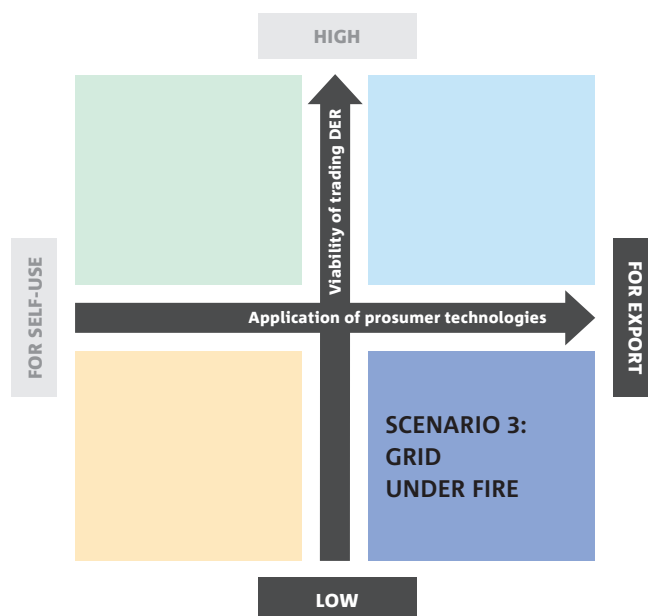 HIGH
Viability of trading DER
FOR SELF-USE
Application of prosumer technologies
FOR EXPORT
SCENARIO 3:
GRID
UNDER FIRE
LOW